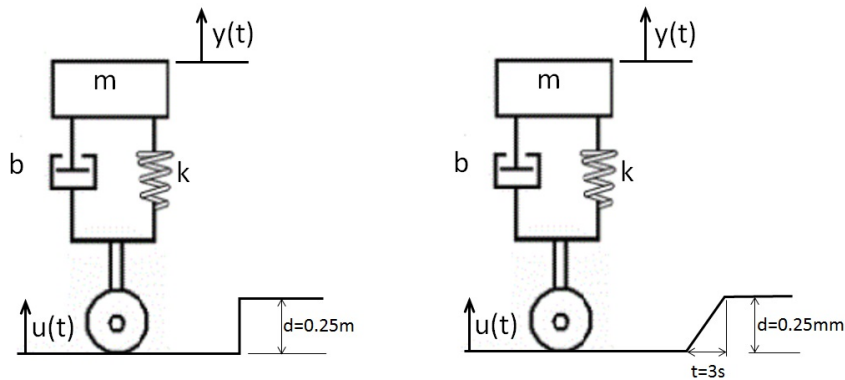 y(t)
m
b
k
u(t)
d=0.25m
y(t)
m
b
k
u(t)
d=0.25mm
t=3s